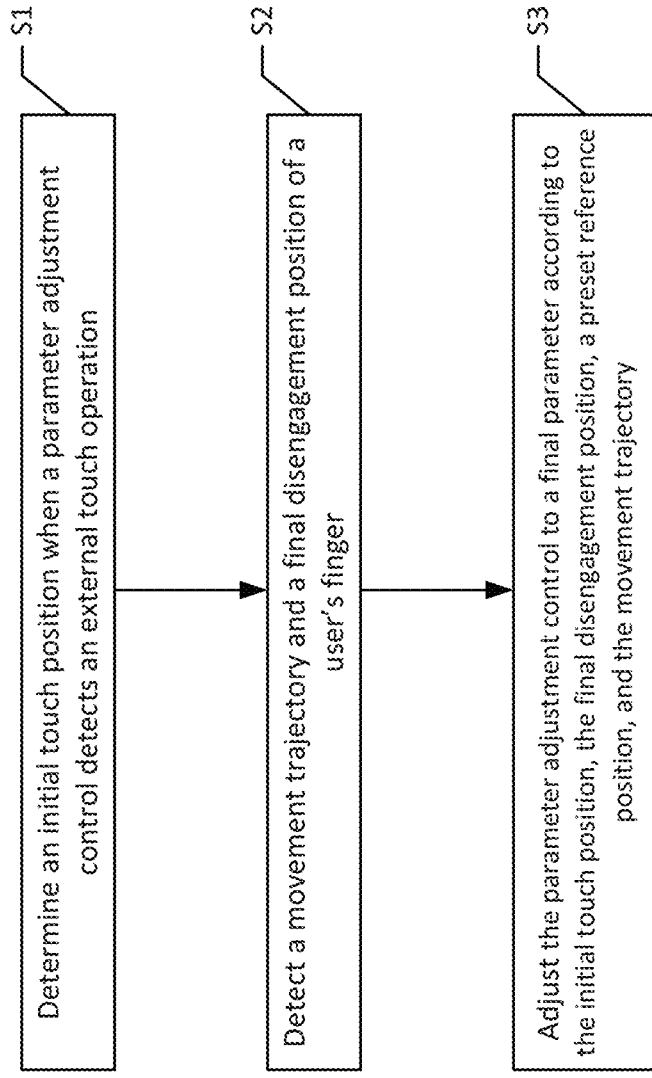 S1
Determine an initial touch position when a parameter adjustment
control detects an external touch operation
S2
Detect a movement trajectory and a final disengagement position of a
user's finger
S3
Adjust the parameter adjustment control to a final parameter according to
the initial touch position, the final disengagement position, a preset reference
position, and the movement trajectory